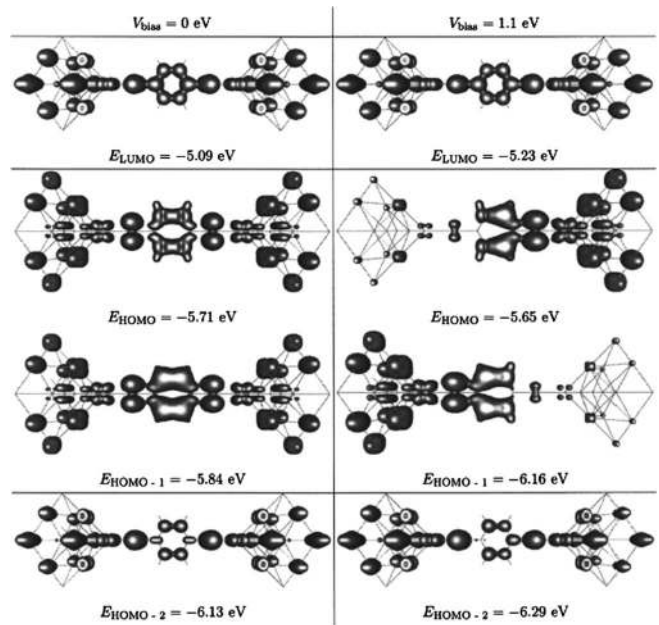 V_bias = 0 eV
V_bias = 1.1 eV
E_LUMO = −5.09 eV
E_LUMO = −5.23 eV
E_HOMO = −5.71 eV
E_HOMO = −5.65 eV
E_HOMO - 1 = −5.84 eV
E_HOMO - 1 = −6.16 eV
E_HOMO - 2 = −6.13 eV
E_HOMO - 2 = −6.29 eV